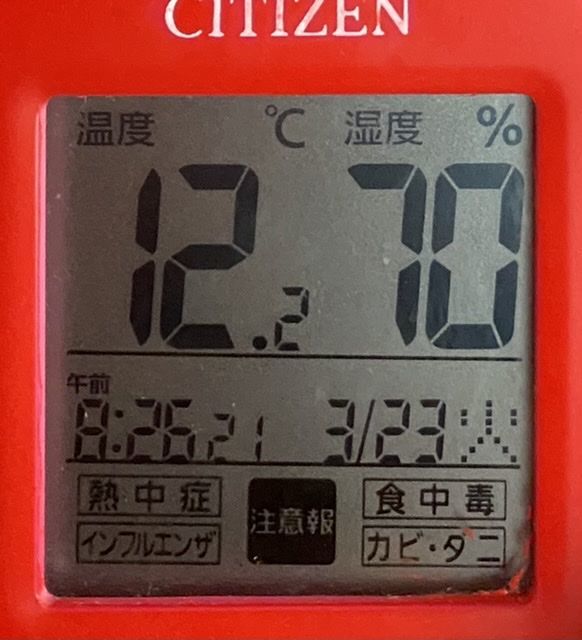 CITIZEN
温度 ℃ 湿度 %
12.2 70
午前
8:26 21 3/23 火
熱中症 注意報 食中毒
インフルエンザ カビ・ダニ